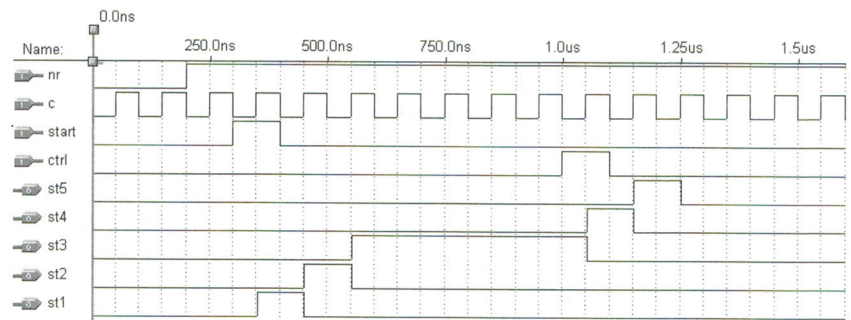 0.0ns
Name: 250.0ns 500.0ns 750.0ns 1.0us 1.25us 1.5us
nr
c
start
ctrl
st5
st4
st3
st2
st1